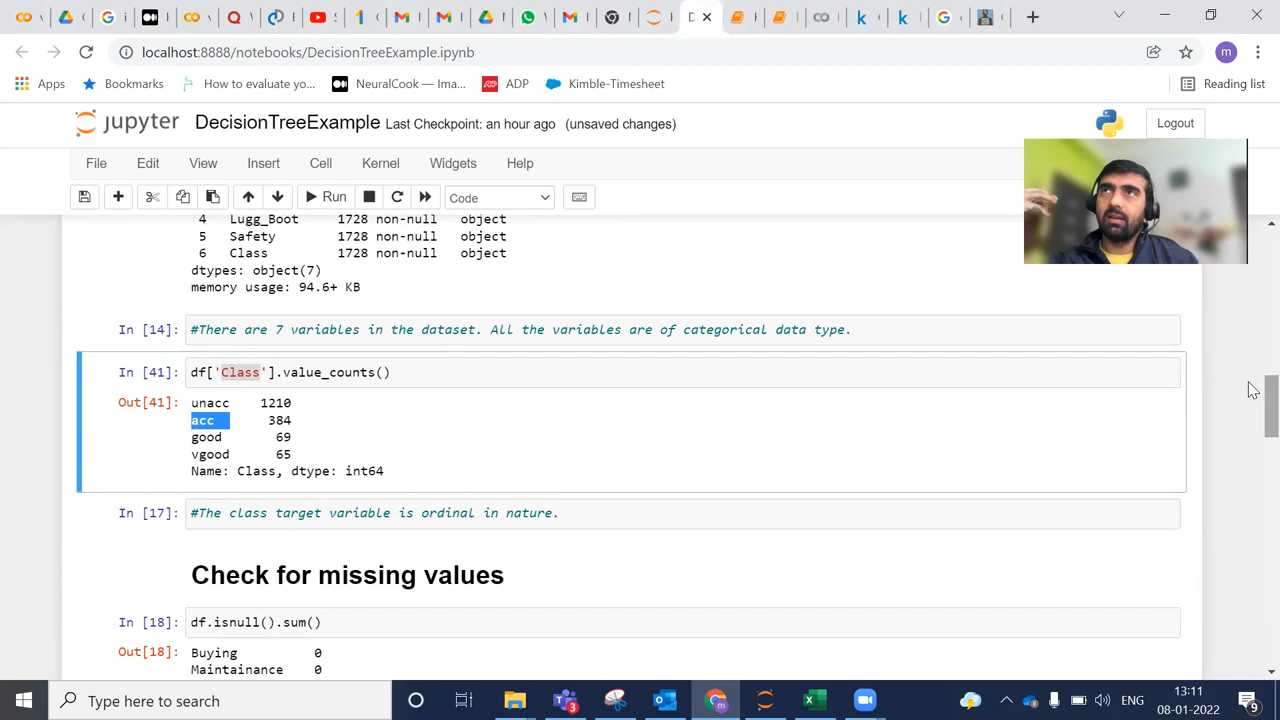 localhost:8888/notebooks/DecisionTreeExample.ipynb
m
Apps
Bookmarks
How to evaluate yo...
NeuralCook — Ima...
ADP
Kimble-Timesheet
Reading list
jupyter DecisionTreeExample Last Checkpoint: an hour ago (unsaved changes)
Logout
File Edit View Insert Cell Kernel Widgets Help
Run
Code
4 Lugg_Boot 1728 non-null object
5 Safety 1728 non-null object
6 Class 1728 non-null object
dtypes: object(7)
memory usage: 94.6+ KB
In [14]: #There are 7 variables in the dataset. All the variables are of categorical data type.
In [41]: df['Class'].value_counts()
Out[41]: unacc 1210
acc 384
good 69
vgood 65
Name: Class, dtype: int64
In [17]: #The class target variable is ordinal in nature.
Check for missing values
In [18]: df.isnull().sum()
Out[18]: Buying 0
Maintainance 0
Type here to search
3
m
ENG
13:11
08-01-2022
9